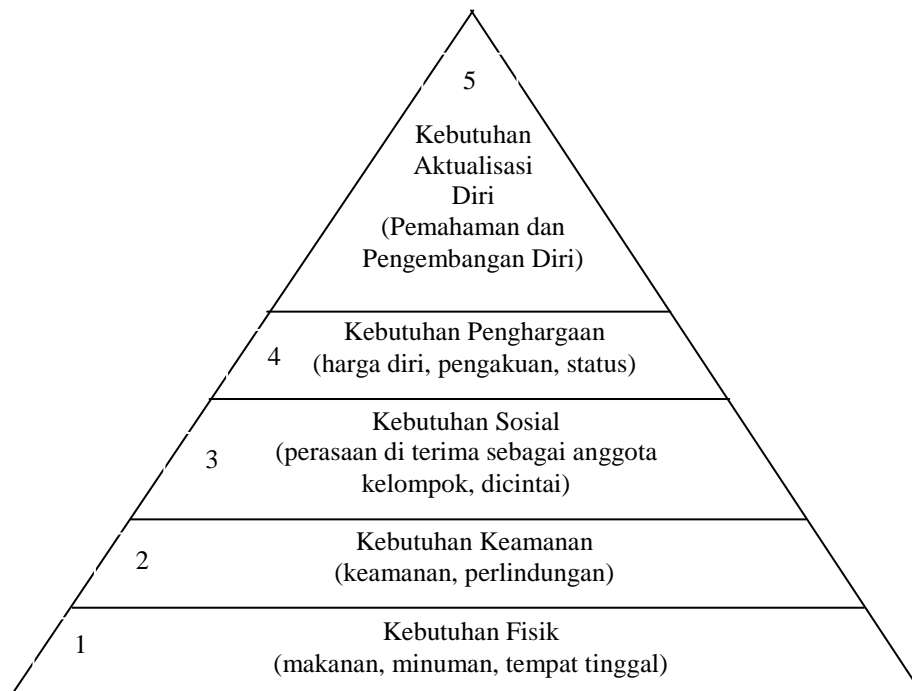 5
Kebutuhan
Aktualisasi
Diri
(Pemahaman dan
Pengembangan Diri)
Kebutuhan Penghargaan
4
(harga diri, pengakuan, status)
Kebutuhan Sosial
3
(perasaan di terima sebagai anggota
kelompok, dicintai)
Kebutuhan Keamanan
2
(keamanan, perlindungan)
Kebutuhan Fisik
1
(makanan, minuman, tempat tinggal)